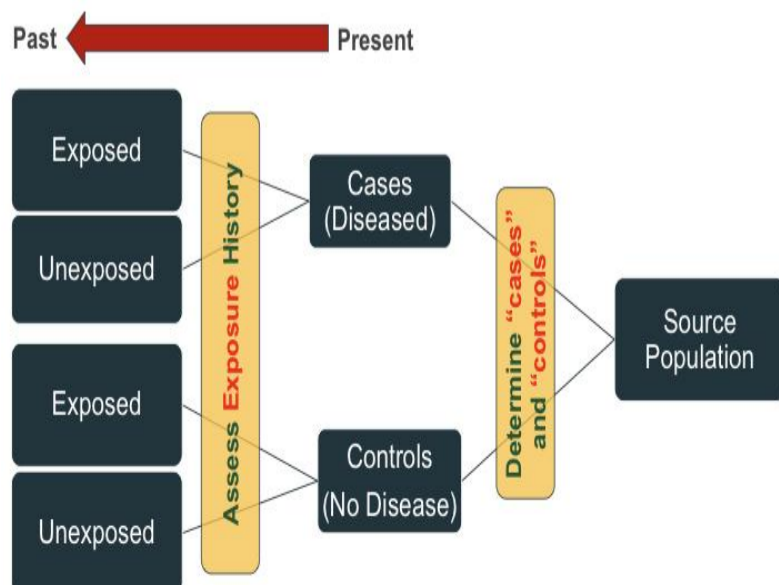 Past
Present
Exposed
Unexposed
Exposed
Unexposed
Assess Exposure History
Cases
(Diseased)
Controls
(No Disease)
Determine “cases”
and “controls”
Source
Population